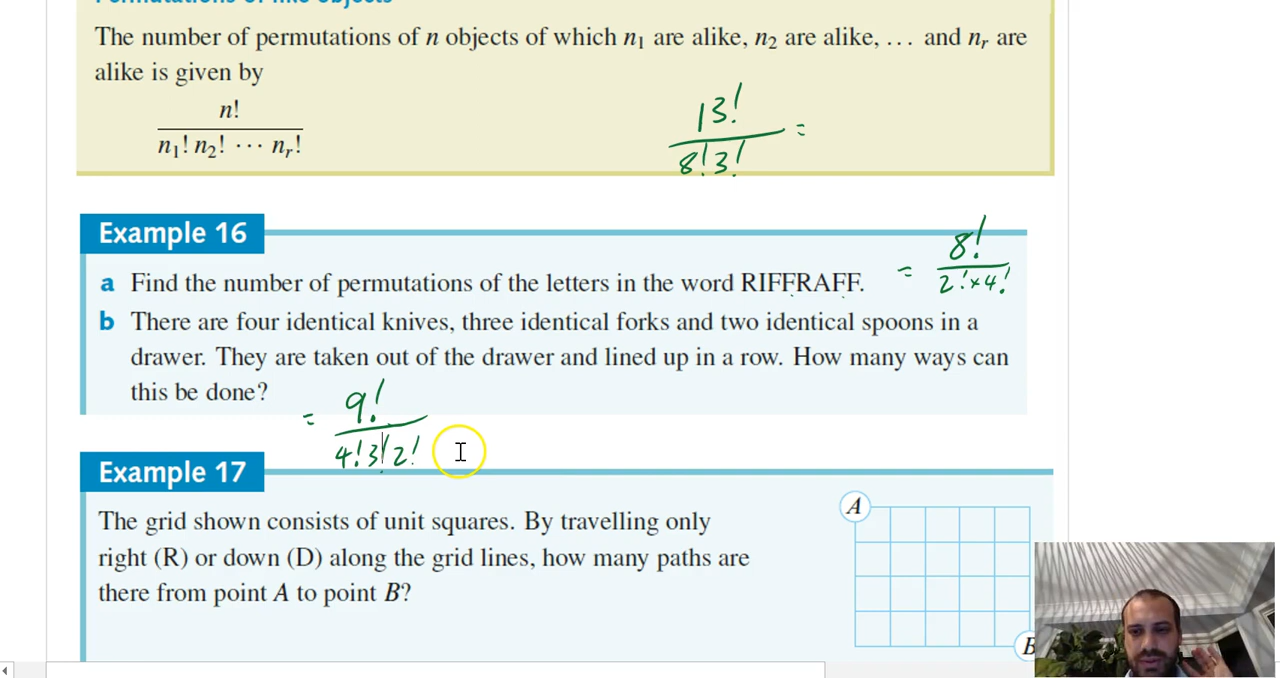 Permutations of like objects
The number of permutations of n objects of which n₁ are alike, n₂ are alike, ... and nᵣ are
alike is given by
n!
n₁! n₂! ⋯ nᵣ!
13!
8! 3!
=
Example 16
a Find the number of permutations of the letters in the word RIFFRAFF.
= 8!
2! × 4!
b There are four identical knives, three identical forks and two identical spoons in a
drawer. They are taken out of the drawer and lined up in a row. How many ways can
this be done?
= 9!
4! 3! 2!
Example 17
The grid shown consists of unit squares. By travelling only
right (R) or down (D) along the grid lines, how many paths are
there from point A to point B?
A
B